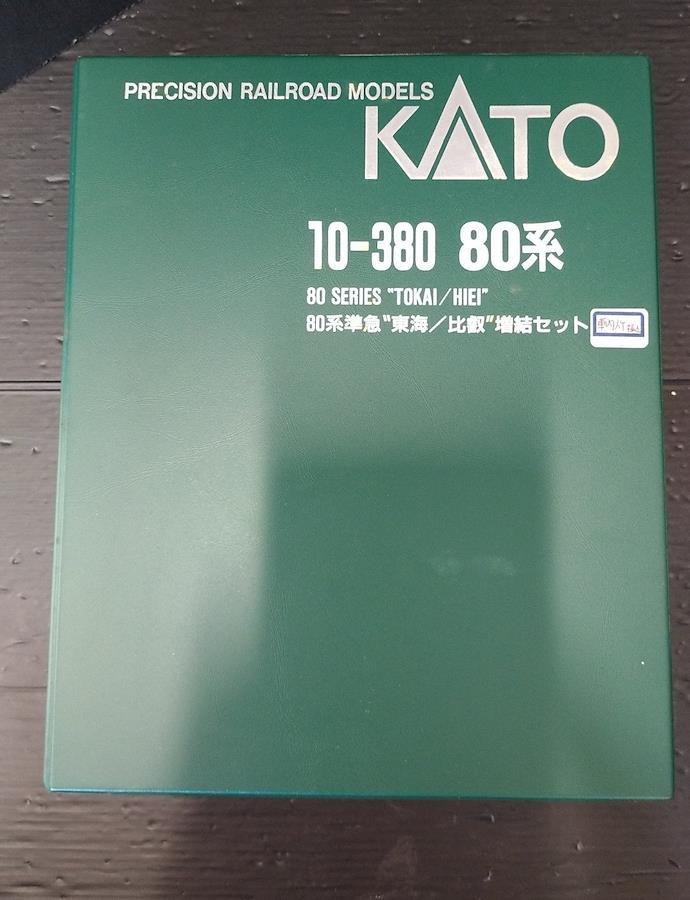 PRECISION RAILROAD MODELS
KATO
10-380 80系
80 SERIES "TOKAI/HIEI"
80系準急"東海/比叡"増結セット